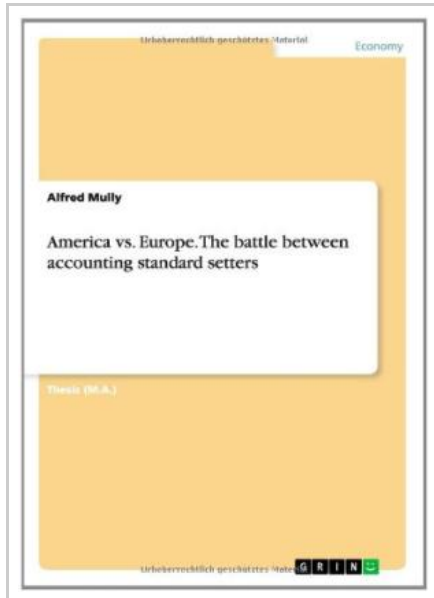 Urheberrechtlich geschütztes Material
Economy
Alfred Mully
America vs. Europe. The battle between
accounting standard setters
Thesis (M.A.)
Urheberrechtlich geschütztes Material
GRIN